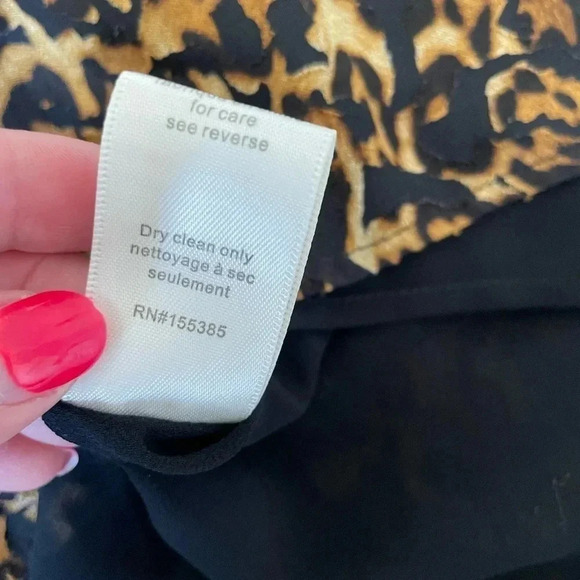 for care
see reverse
Dry clean only
nettoyage à sec
seulement
RN#155385